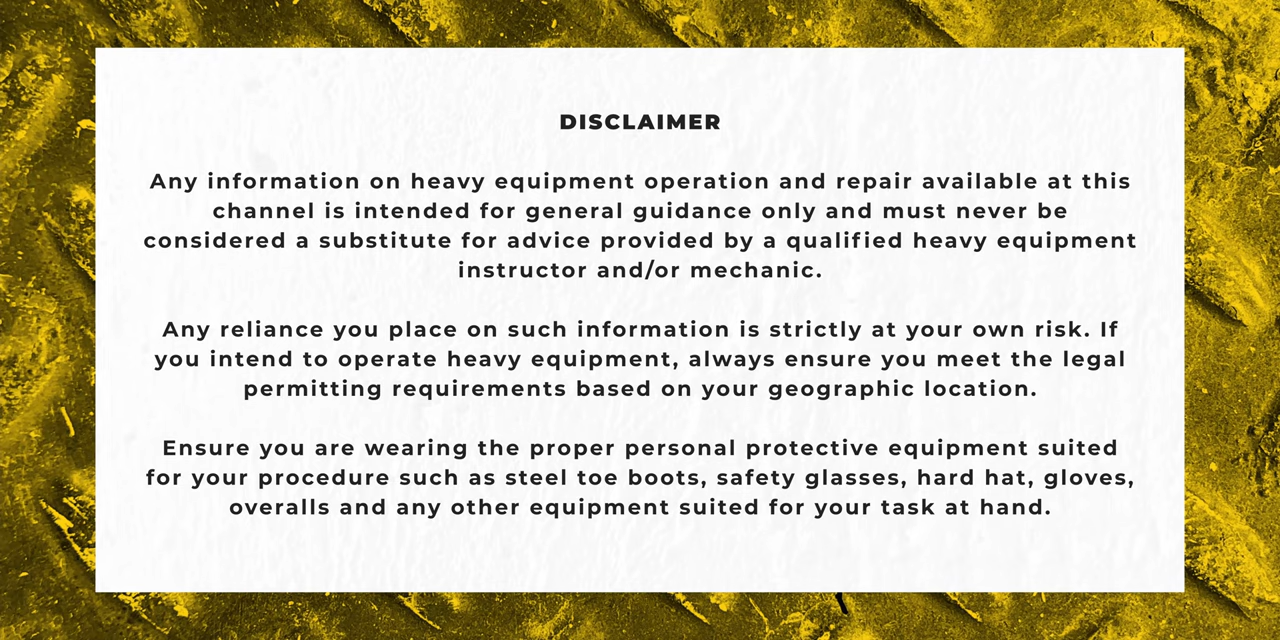 DISCLAIMER
Any information on heavy equipment operation and repair available at this
channel is intended for general guidance only and must never be
considered a substitute for advice provided by a qualified heavy equipment
instructor and/or mechanic.
Any reliance you place on such information is strictly at your own risk. If
you intend to operate heavy equipment, always ensure you meet the legal
permitting requirements based on your geographic location.
Ensure you are wearing the proper personal protective equipment suited
for your procedure such as steel toe boots, safety glasses, hard hat, gloves,
overalls and any other equipment suited for your task at hand.